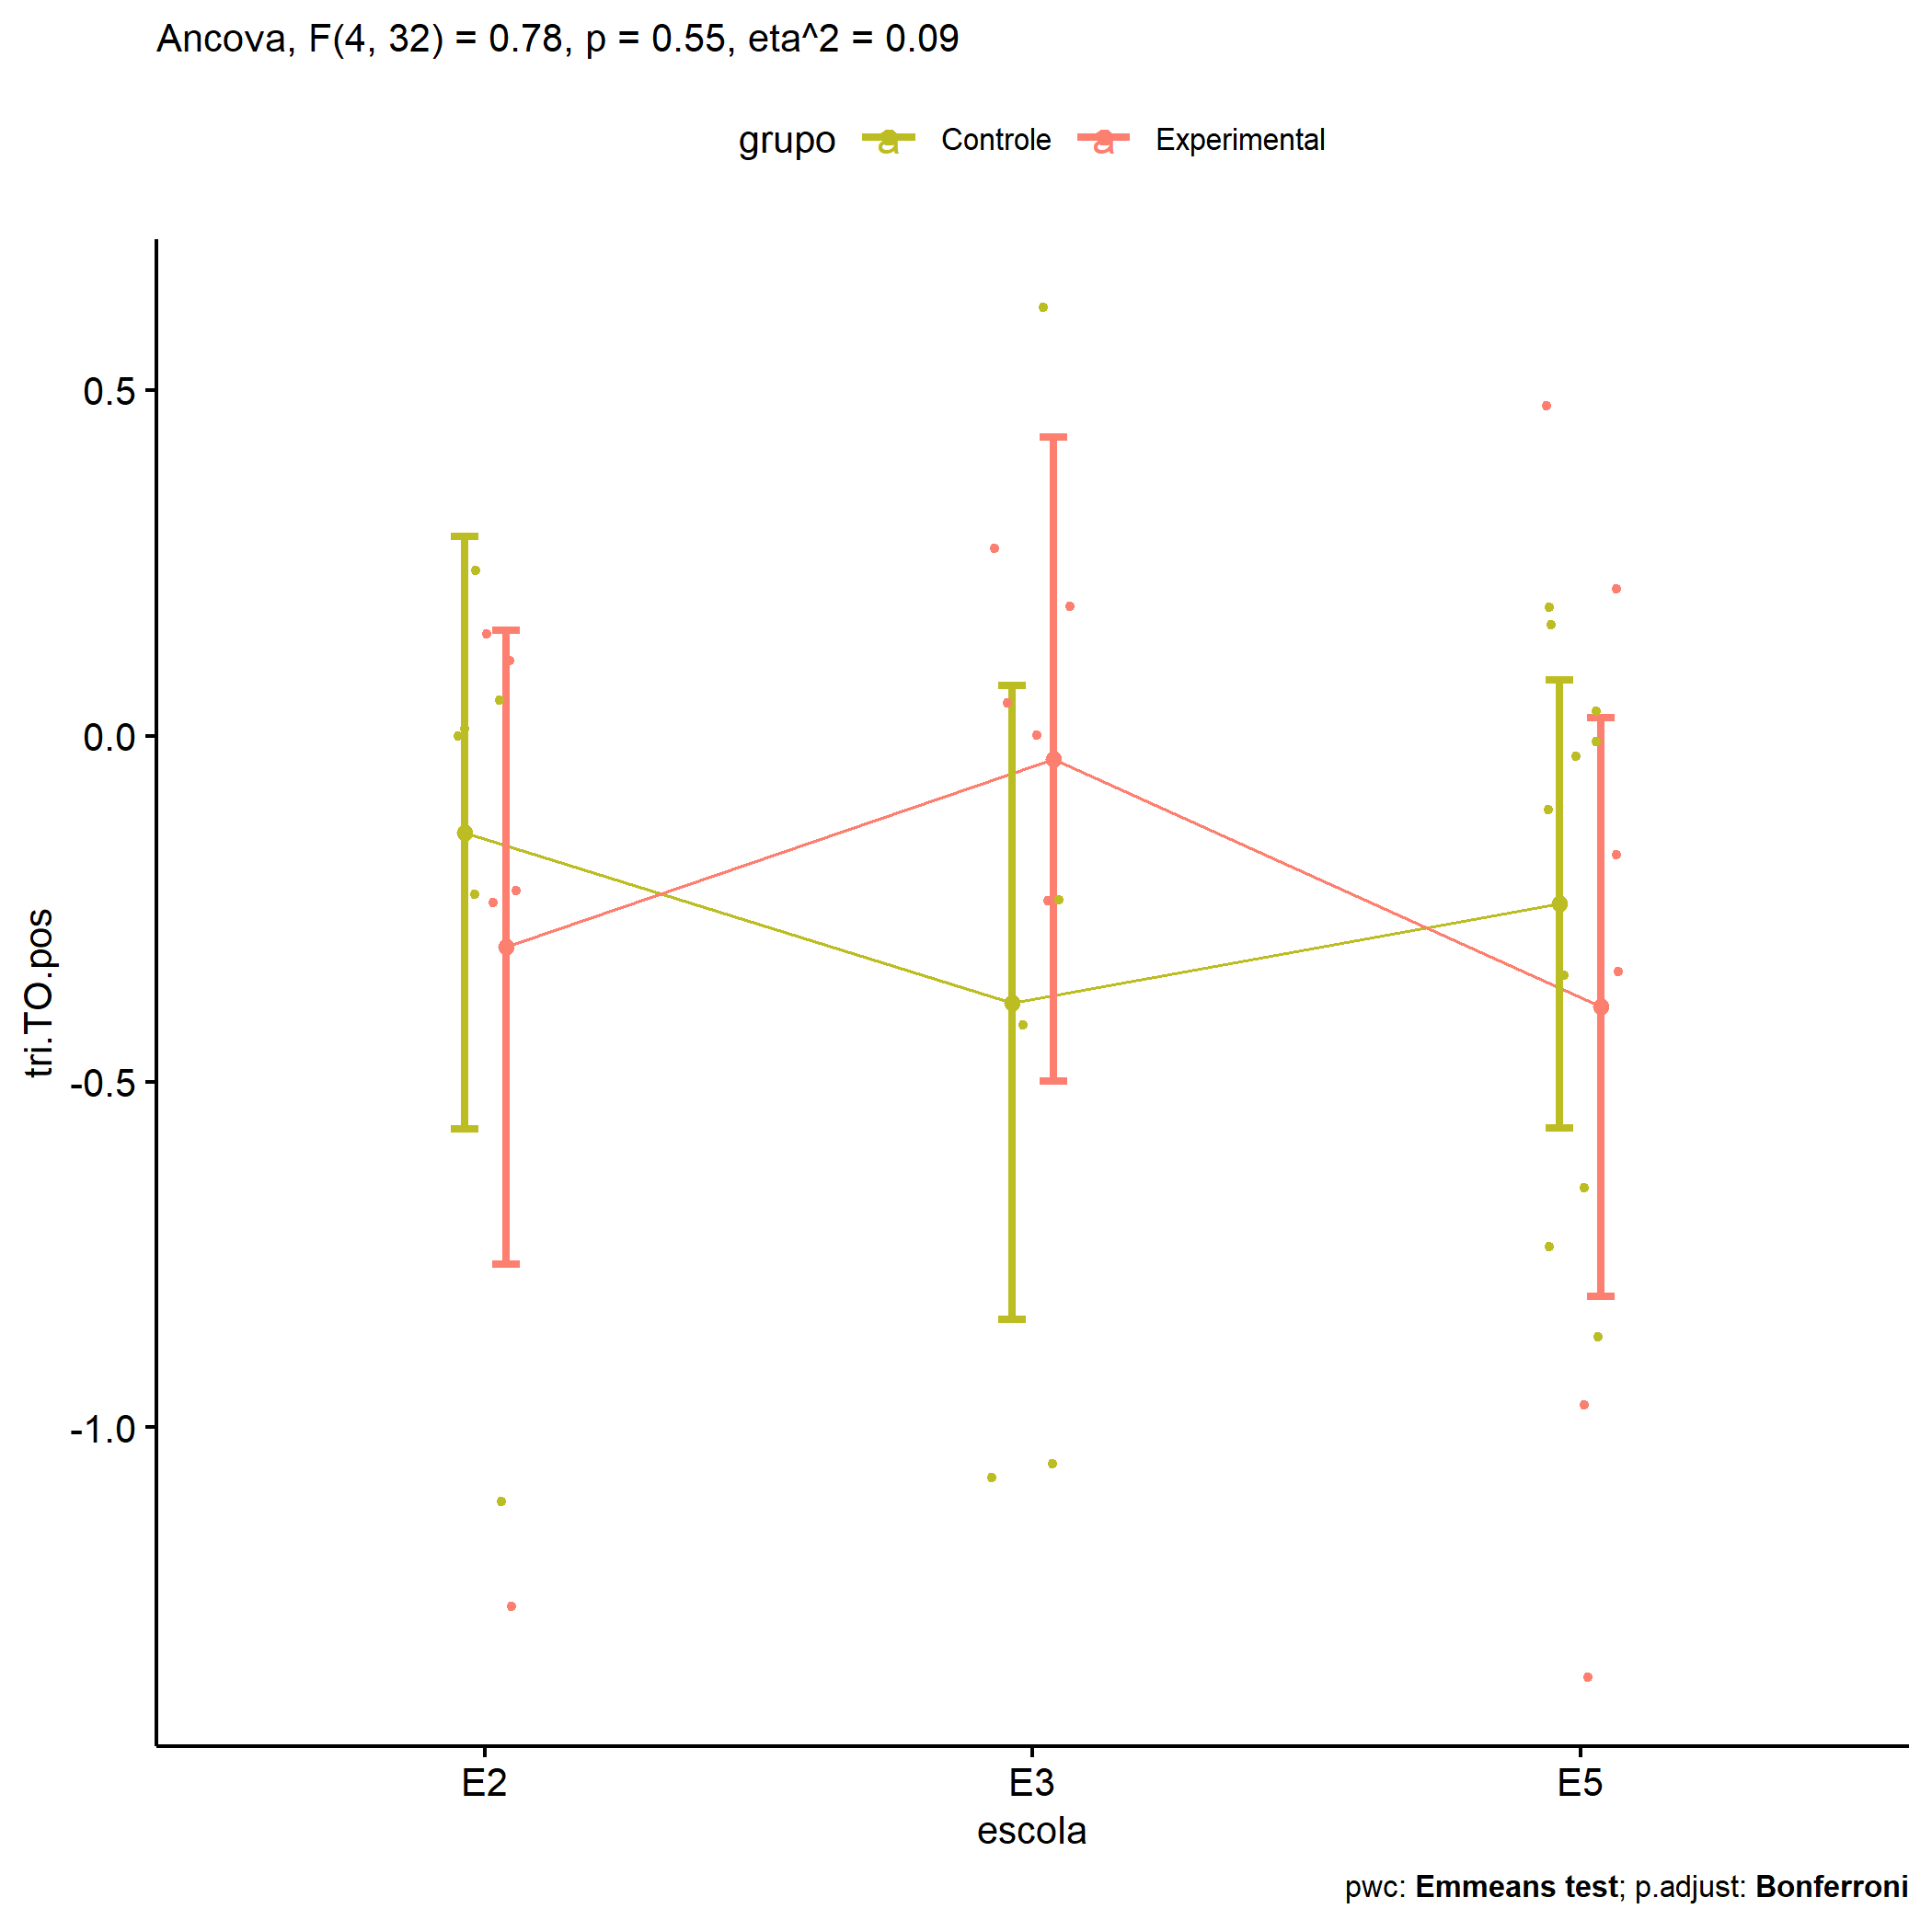 Ancova, F(4, 32) = 0.78, p = 0.55, eta^2 = 0.09
grupo a Controle a Experimental
0.5
0.0
-0.5
-1.0
tri.TO.pos
E2 E3 E5
escola
pwc: Emmeans test; p.adjust: Bonferroni